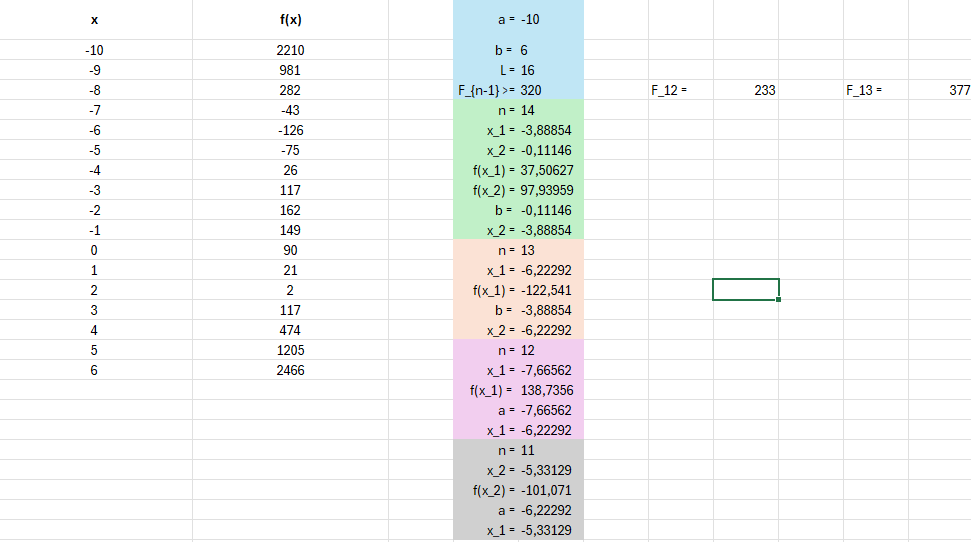 x f(x) a = -10
-10 2210 b = 6
-9 981 L = 16
-8 282 F_{n-1} >= 320 F_12 = 233 F_13 = 377
-7 -43 n = 14
-6 -126 x_1 = -3,88854
-5 -75 x_2 = -0,11146
-4 26 f(x_1) = 37,50627
-3 117 f(x_2) = 97,93959
-2 162 b = -0,11146
-1 149 x_2 = -3,88854
0 90 n = 13
1 21 x_1 = -6,22292
2 2 f(x_1) = -122,541
3 117 b = -3,88854
4 474 x_2 = -6,22292
5 1205 n = 12
6 2466 x_1 = -7,66562
f(x_1) = 138,7356
a = -7,66562
x_1 = -6,22292
n = 11
x_2 = -5,33129
f(x_2) = -101,071
a = -6,22292
x_1 = -5,33129